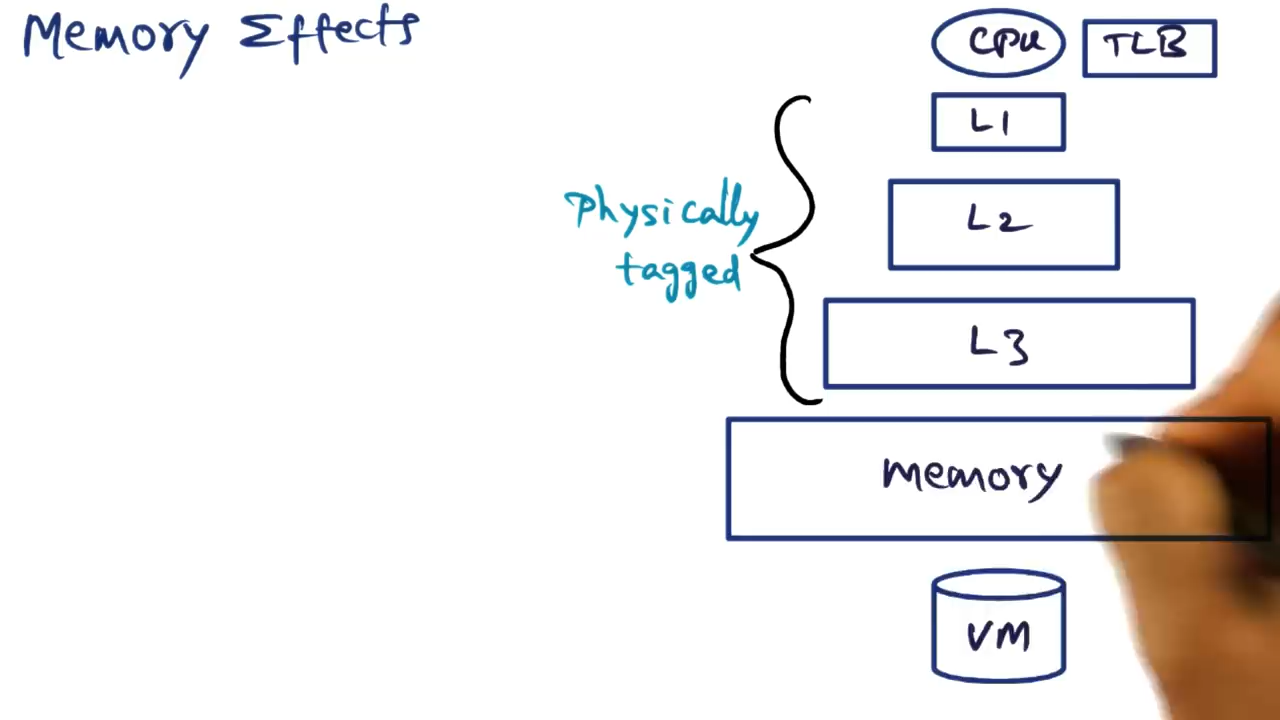 Memory Effects
CPU
TLB
L1
L2
Physically
tagged
L3
memory
VM